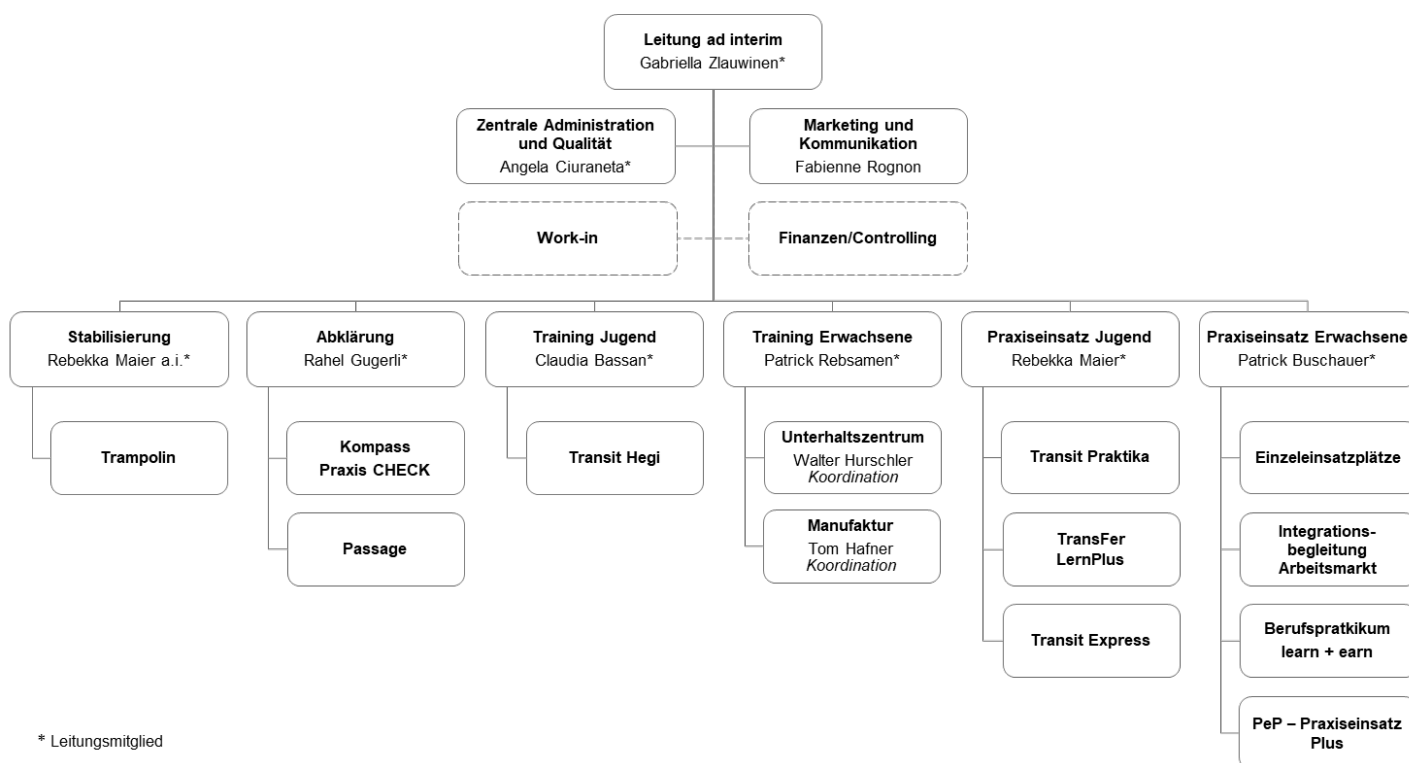 Leitung ad interim
Gabriella Zlauwinen*
Zentrale Administration
und Qualität
Angela Ciuraneta*
Marketing und
Kommunikation
Fabienne Rognon
Work-in
Finanzen/Controlling
Stabilisierung
Rebekka Maier a.i.*
Trampolin
Abklärung
Rahel Gugerli*
Kompass
Praxis CHECK
Passage
Training Jugend
Claudia Bassan*
Transit Hegi
Training Erwachsene
Patrick Rebsamen*
Unterhaltszentrum
Walter Hurschler
Koordination
Manufaktur
Tom Hafner
Koordination
Praxiseinsatz Jugend
Rebekka Maier*
Transit Praktika
TransFer
LernPlus
Transit Express
Praxiseinsatz Erwachsene
Patrick Buschauer*
Einzeleinsatzplätze
Integrations-
begleitung
Arbeitsmarkt
Berufspratkikum
learn + earn
PeP – Praxiseinsatz
Plus
* Leitungsmitglied